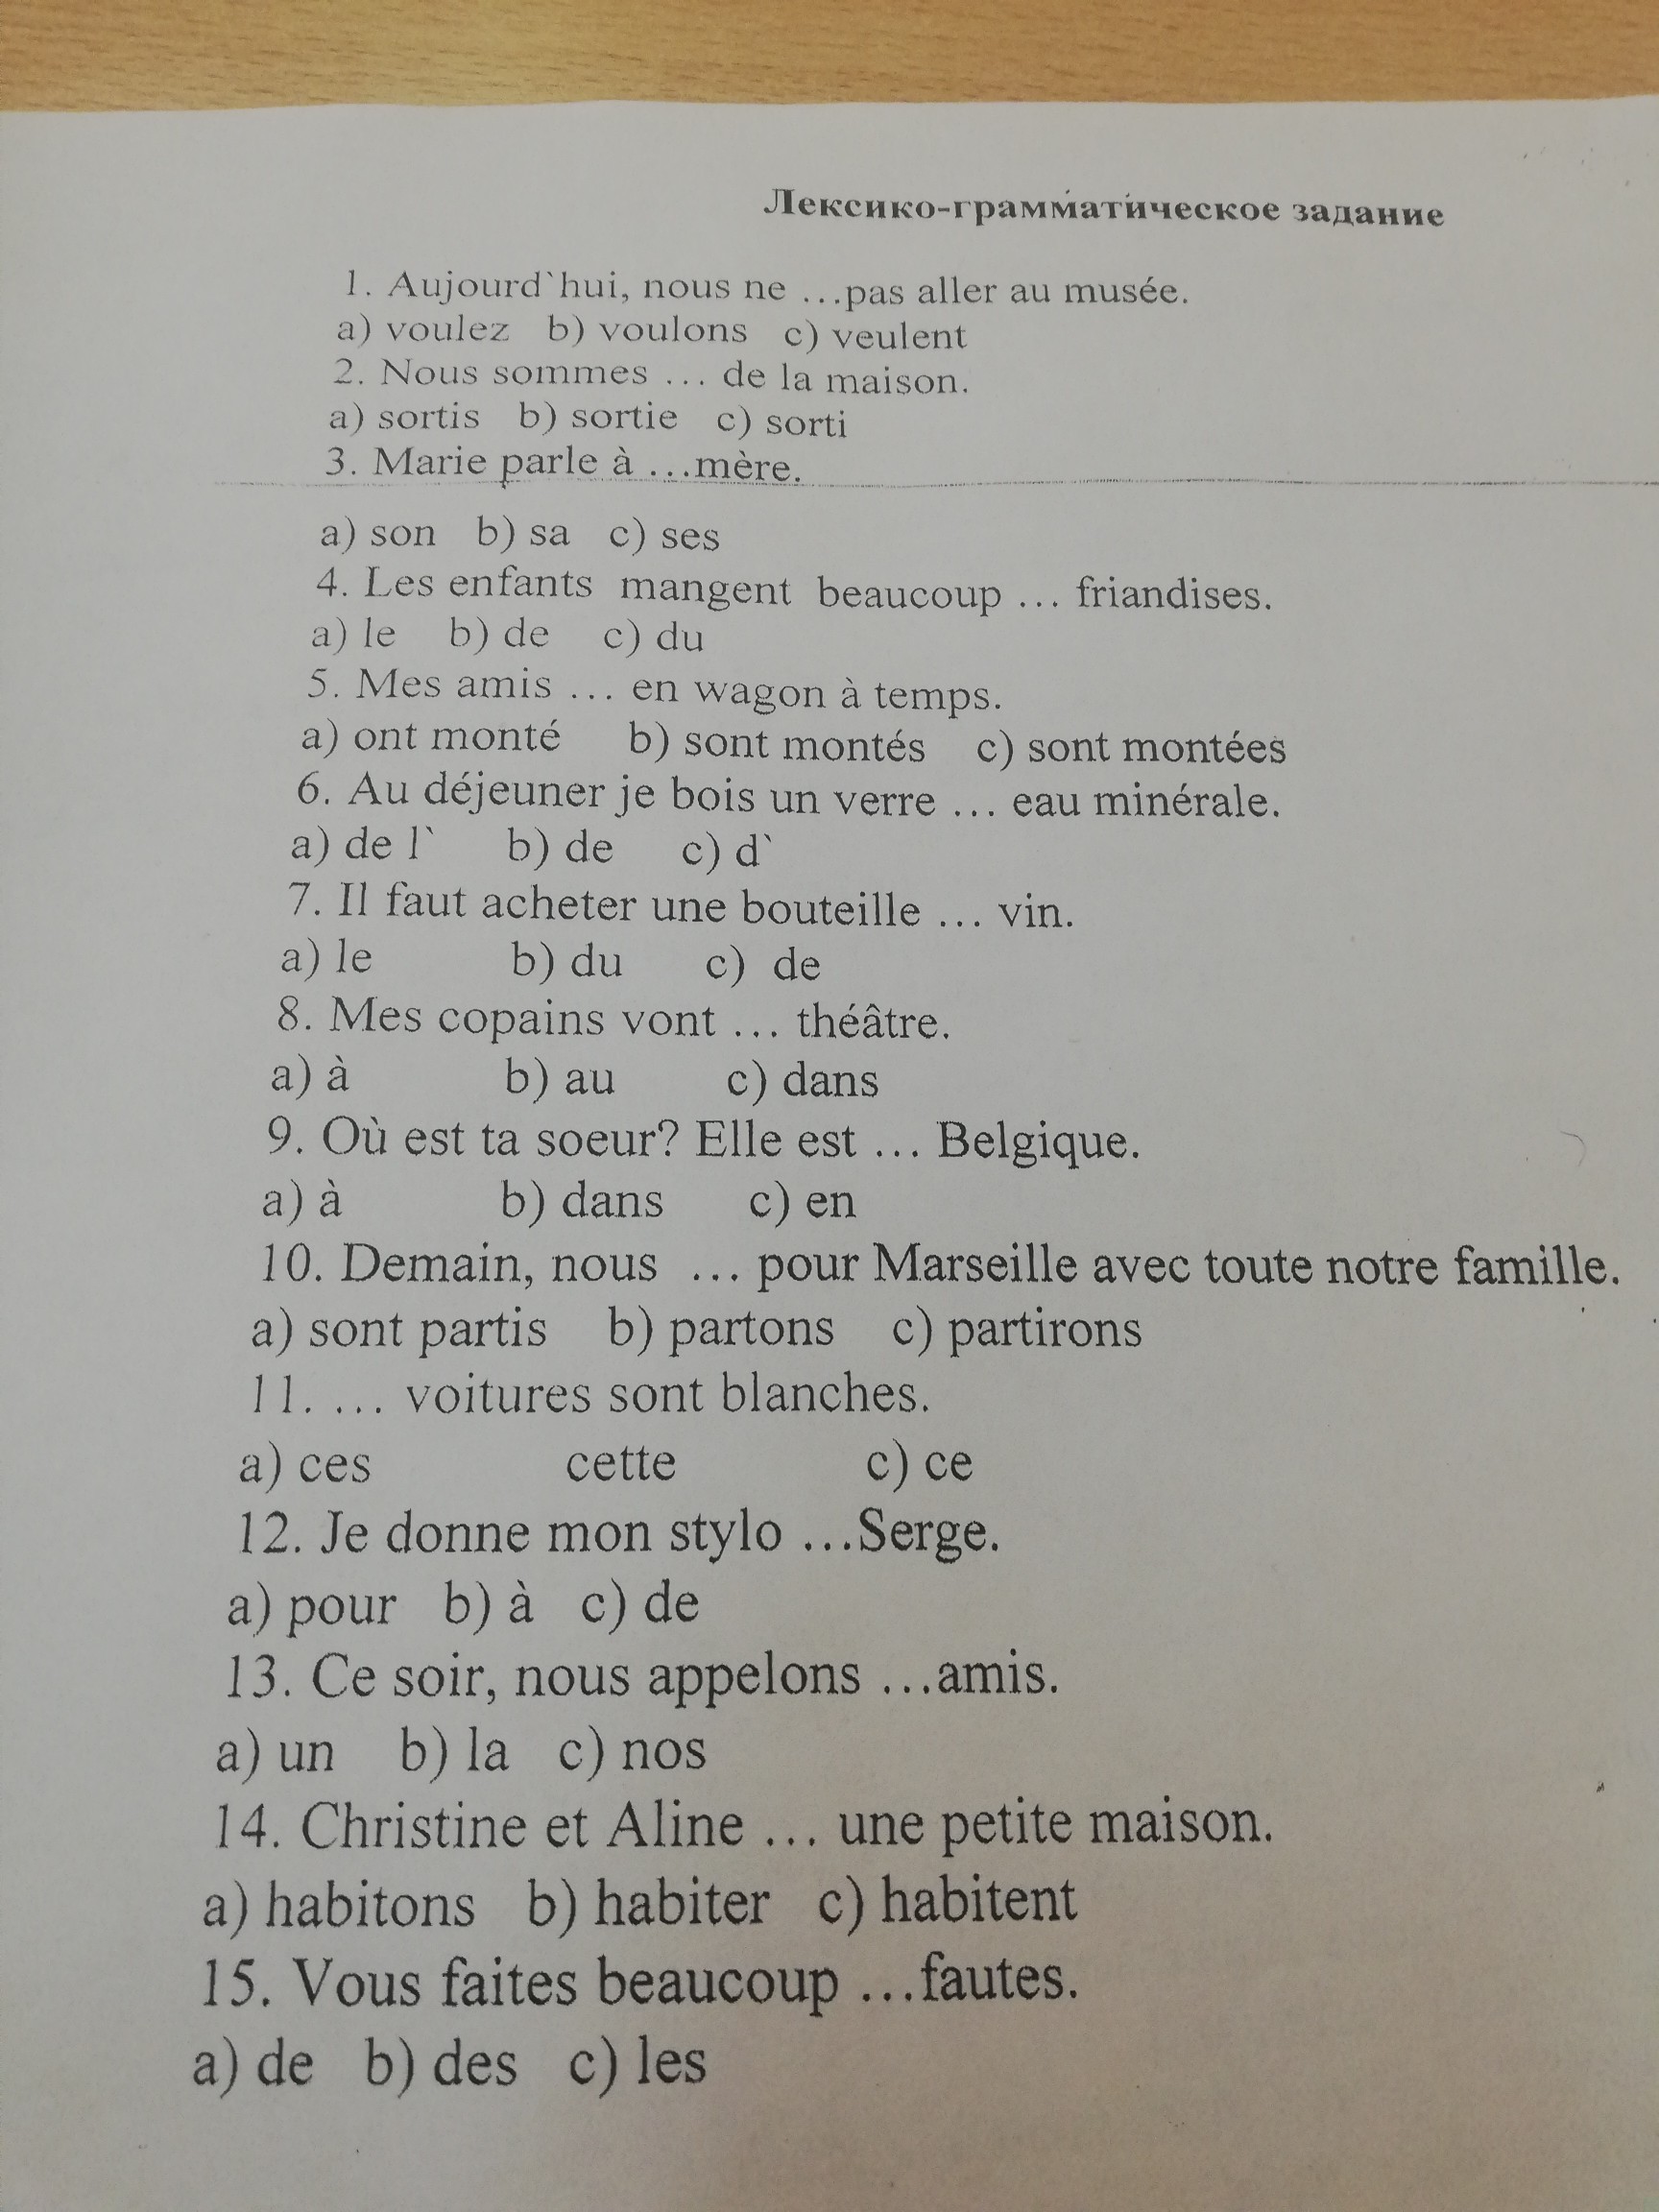 Лексико-грамматическое задание
1. Aujourd`hui, nous ne …pas aller au musée.
a) voulez b) voulons c) veulent
2. Nous sommes … de la maison.
a) sortis b) sortie c) sorti
3. Marie parle à …mère.
a) son b) sa c) ses
4. Les enfants mangent beaucoup … friandises.
a) le b) de c) du
5. Mes amis … en wagon à temps.
a) ont monté b) sont montés c) sont montées
6. Au déjeuner je bois un verre … eau minérale.
a) de l` b) de c) d`
7. Il faut acheter une bouteille … vin.
a) le b) du c) de
8. Mes copains vont … théâtre.
a) à b) au c) dans
9. Où est ta soeur? Elle est … Belgique.
a) à b) dans c) en
10. Demain, nous … pour Marseille avec toute notre famille.
a) sont partis b) partons c) partirons
11. … voitures sont blanches.
a) ces cette c) ce
12. Je donne mon stylo …Serge.
a) pour b) à c) de
13. Ce soir, nous appelons …amis.
a) un b) la c) nos
14. Christine et Aline … une petite maison.
a) habitons b) habiter c) habitent
15. Vous faites beaucoup …fautes.
a) de b) des c) les